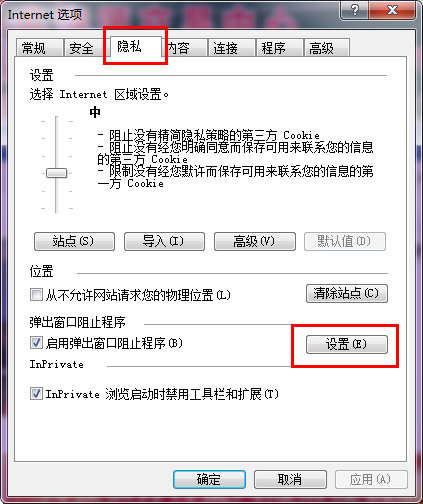 Internet 选项
常规 安全 隐私 内容 连接 程序 高级
设置
选择 Internet 区域设置。
中
- 阻止没有精简隐私策略的第三方 Cookie
- 阻止没有经您明确同意而保存可用来联系您的信息
的第三方 Cookie
- 限制没有经您默许而保存可用来联系您的信息的第
一方 Cookie
站点(S) 导入(I) 高级(V) 默认值(D)
位置
从不允许网站请求您的物理位置(L) 清除站点(C)
弹出窗口阻止程序
启用弹出窗口阻止程序(B) 设置(E)
InPrivate
InPrivate 浏览启动时禁用工具栏和扩展(T)
确定 取消 应用(A)